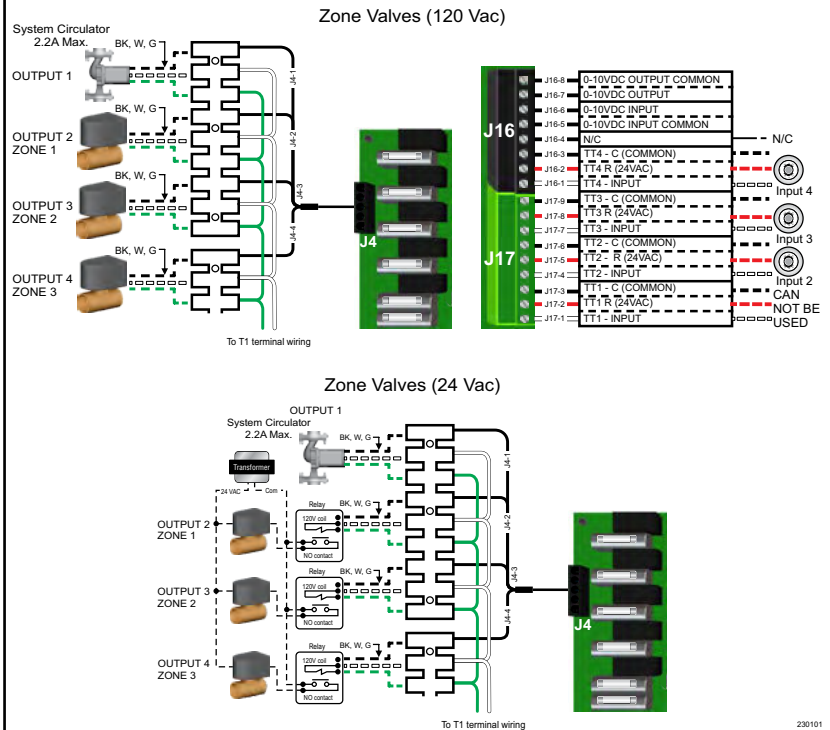 Zone Valves (120 Vac)
System Circulator
2.2A Max.
BK, W, G
OUTPUT 1
BK, W, G
OUTPUT 2
ZONE 1
BK, W, G
OUTPUT 3
ZONE 2
BK, W, G
OUTPUT 4
ZONE 3
J4-1
J4-2
J4-3
J4-4
J4
To T1 terminal wiring
J16
J17
J16-8 0-10VDC OUTPUT COMMON
J16-7 0-10VDC OUTPUT
J16-6 0-10VDC INPUT
J16-5 0-10VDC INPUT COMMON
J16-4 N/C N/C
J16-3 TT4 - C (COMMON)
J16-2 TT4 R (24VAC)
J16-1 TT4 - INPUT
Input 4
J17-9 TT3 - C (COMMON)
J17-8 TT3 R (24VAC)
J17-7 TT3 - INPUT
Input 3
J17-6 TT2 - C (COMMON)
J17-5 TT2 - R (24VAC)
J17-4 TT2 - INPUT
Input 2
J17-3 TT1 - C (COMMON)
J17-2 TT1 R (24VAC)
J17-1 TT1 - INPUT
CAN
NOT BE
USED
Zone Valves (24 Vac)
OUTPUT 1
System Circulator
2.2A Max.
BK, W, G
Transformer
24 VAC
Com
OUTPUT 2
ZONE 1
Relay
120V coil
NO contact
BK, W, G
OUTPUT 3
ZONE 2
Relay
120V coil
NO contact
BK, W, G
OUTPUT 4
ZONE 3
Relay
120V coil
NO contact
BK, W, G
J4-1
J4-2
J4-3
J4-4
J4
To T1 terminal wiring
230101